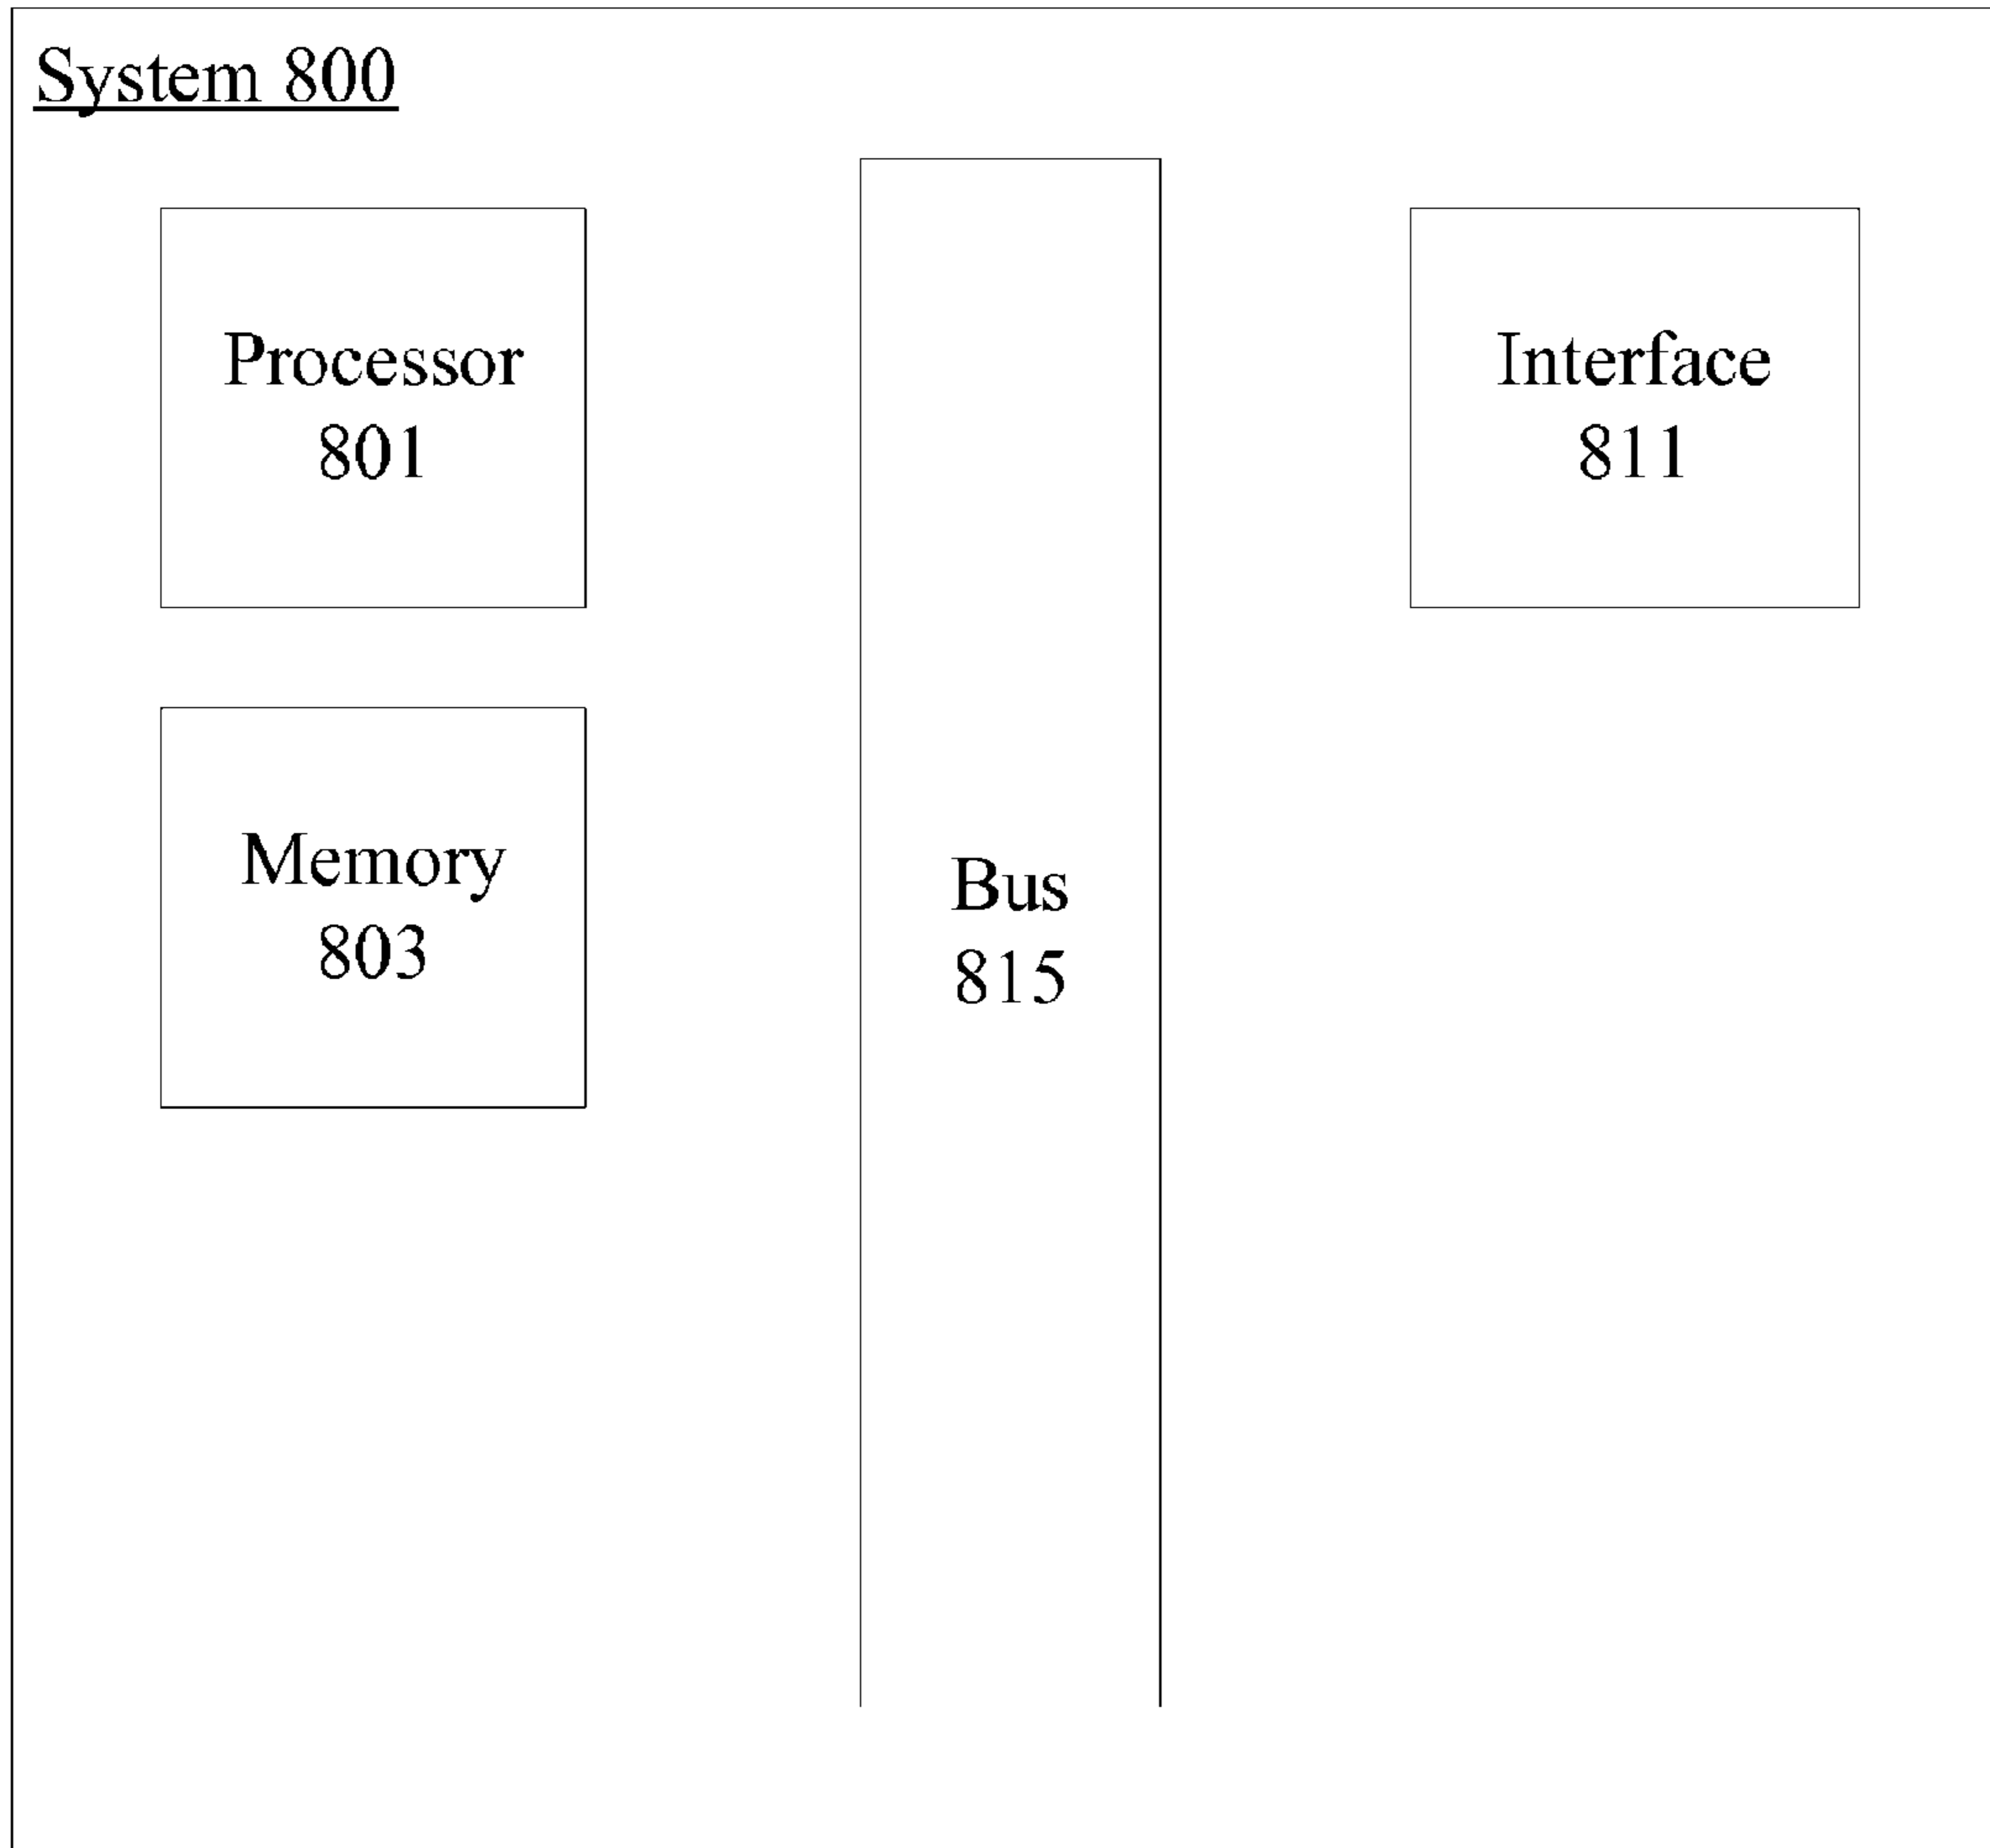 System 800
Processor
801
Interface
811
Memory
803
Bus
815